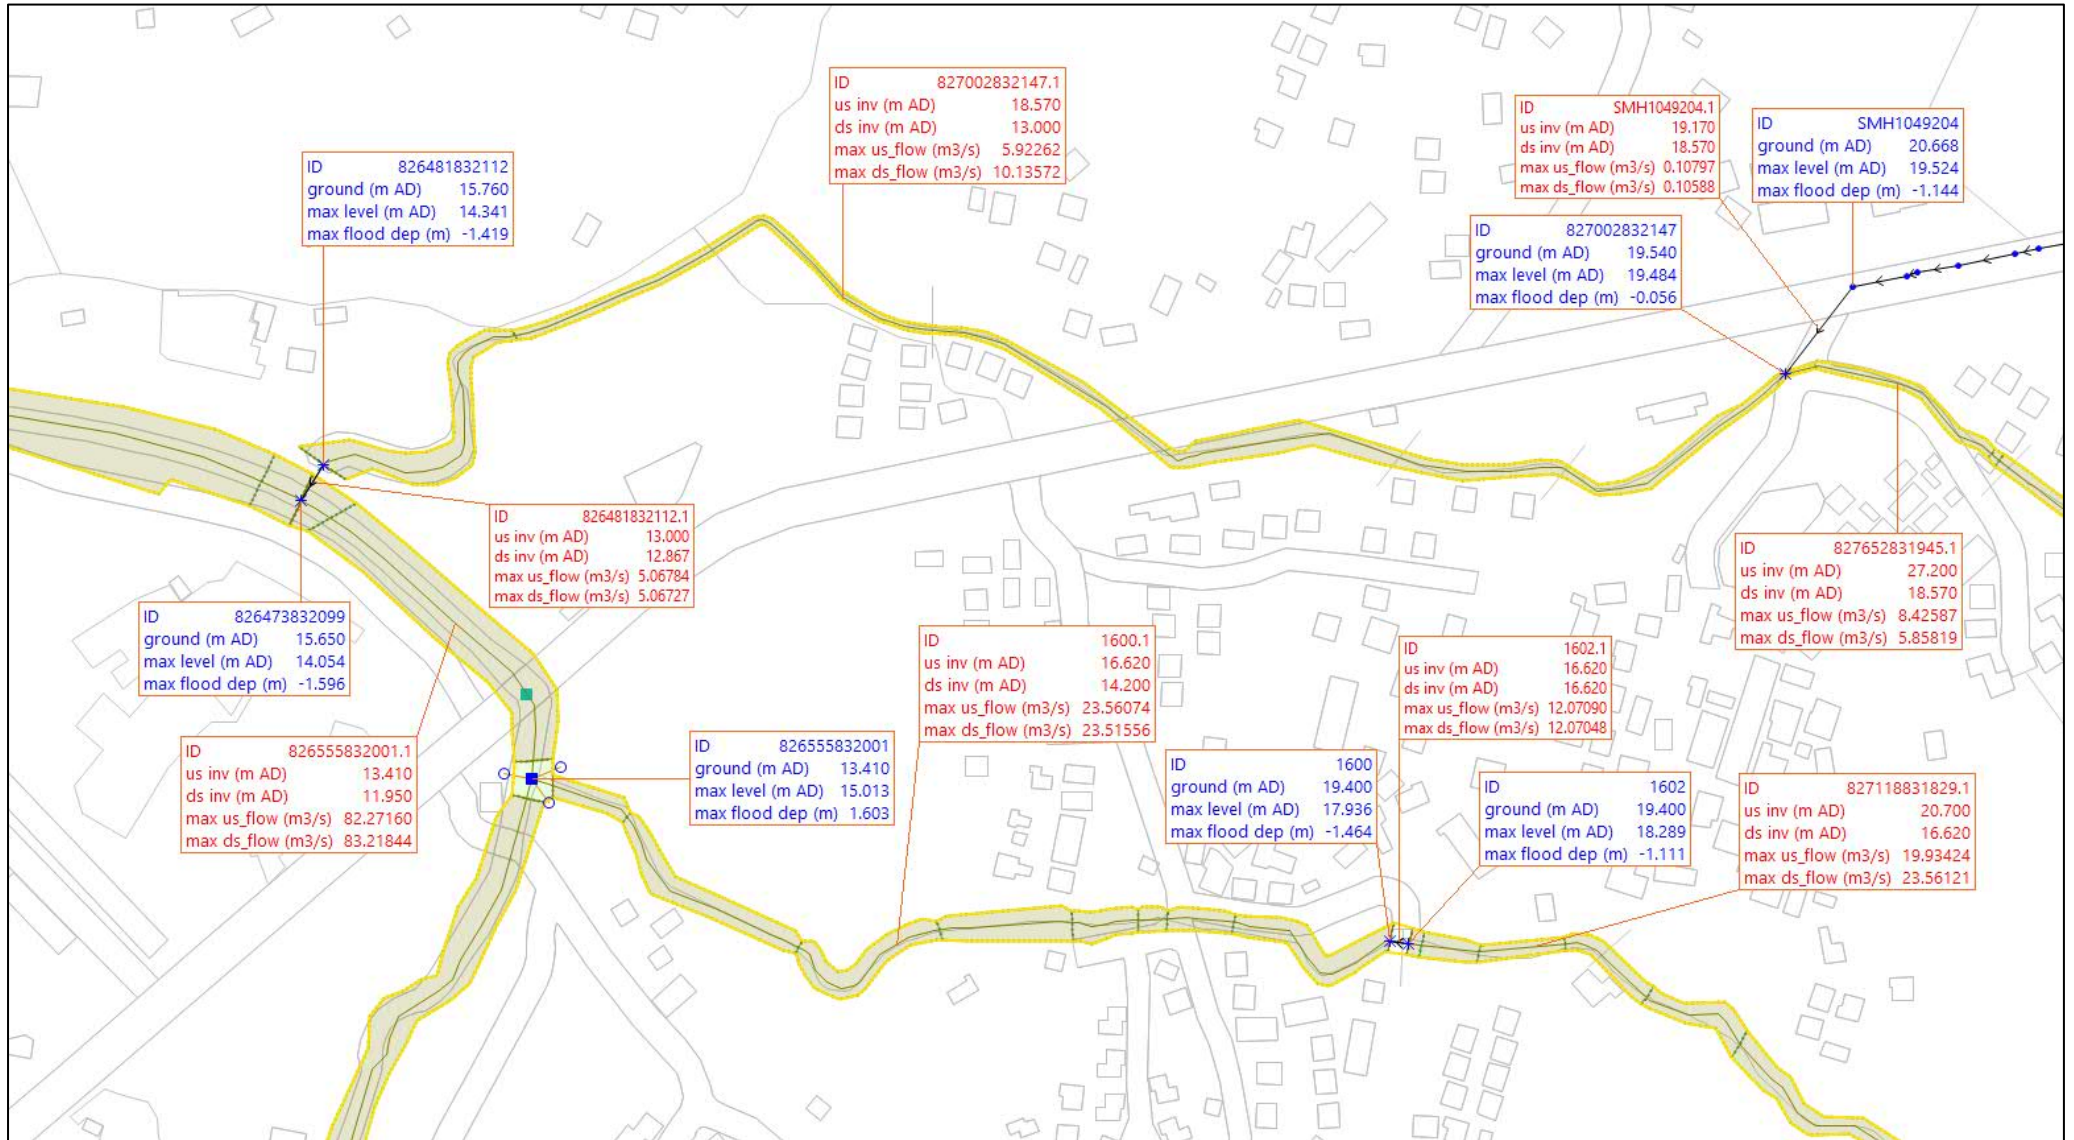 ID 827002832147.1
us inv (m AD) 18.570
ds inv (m AD) 13.000
max us_flow (m3/s) 5.92262
max ds_flow (m3/s) 10.13572
ID SMH1049204.1
us inv (m AD) 19.170
ds inv (m AD) 18.570
max us_flow (m3/s) 0.10797
max ds_flow (m3/s) 0.10588
ID SMH1049204
ground (m AD) 20.668
max level (m AD) 19.524
max flood dep (m) -1.144
ID 826481832112
ground (m AD) 15.760
max level (m AD) 14.341
max flood dep (m) -1.419
ID 827002832147
ground (m AD) 19.540
max level (m AD) 19.484
max flood dep (m) -0.056
ID 826481832112.1
us inv (m AD) 13.000
ds inv (m AD) 12.867
max us_flow (m3/s) 5.06784
max ds_flow (m3/s) 5.06727
ID 827652831945.1
us inv (m AD) 27.200
ds inv (m AD) 18.570
max us_flow (m3/s) 8.42587
max ds_flow (m3/s) 5.85819
ID 826473832099
ground (m AD) 15.650
max level (m AD) 14.054
max flood dep (m) -1.596
ID 1600.1
us inv (m AD) 16.620
ds inv (m AD) 14.200
max us_flow (m3/s) 23.56074
max ds_flow (m3/s) 23.51556
ID 1602.1
us inv (m AD) 16.620
ds inv (m AD) 16.620
max us_flow (m3/s) 12.07090
max ds_flow (m3/s) 12.07048
ID 826555832001.1
us inv (m AD) 13.410
ds inv (m AD) 11.950
max us_flow (m3/s) 82.27160
max ds_flow (m3/s) 83.21844
ID 826555832001
ground (m AD) 13.410
max level (m AD) 15.013
max flood dep (m) 1.603
ID 1600
ground (m AD) 19.400
max level (m AD) 17.936
max flood dep (m) -1.464
ID 1602
ground (m AD) 19.400
max level (m AD) 18.289
max flood dep (m) -1.111
ID 827118831829.1
us inv (m AD) 20.700
ds inv (m AD) 16.620
max us_flow (m3/s) 19.93424
max ds_flow (m3/s) 23.56121